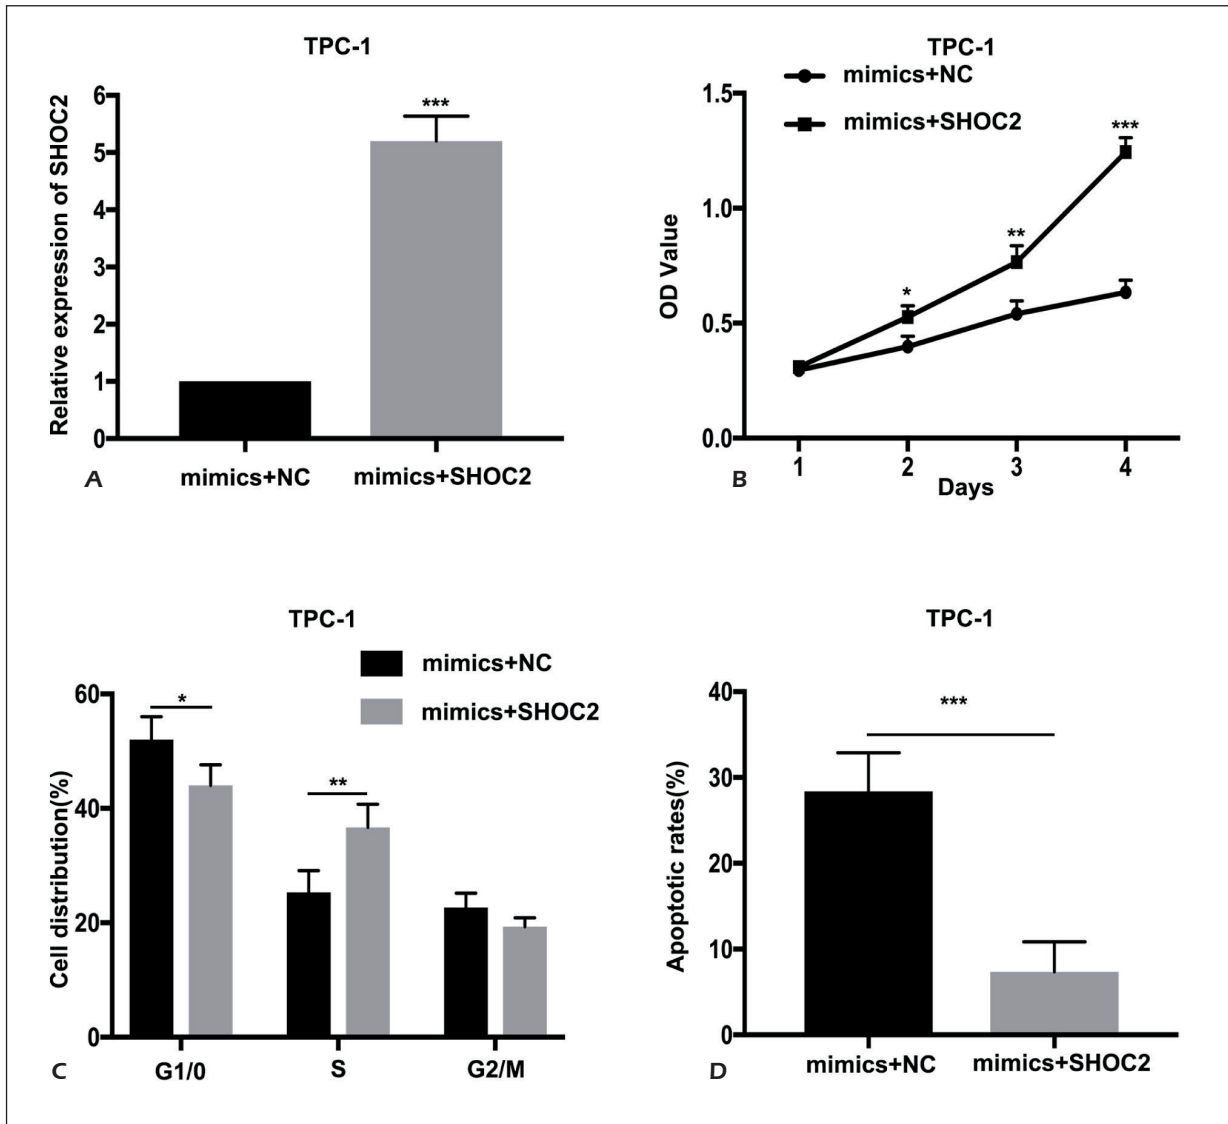 TPC-1
Relative expression of SHOC2
6
***
5
4
3
2
1
0
mimics+NC
mimics+SHOC2
A
TPC-1
mimics+NC
mimics+SHOC2
OD Value
1.5
***
1.0
**
*
0.5
0.0
1
2
3
4
Days
B
TPC-1
mimics+NC
mimics+SHOC2
Cell distribution(%)
60
*
40
**
20
0
G1/0
S
G2/M
C
TPC-1
Apoptotic rates(%)
40
***
30
20
10
0
mimics+NC
mimics+SHOC2
D